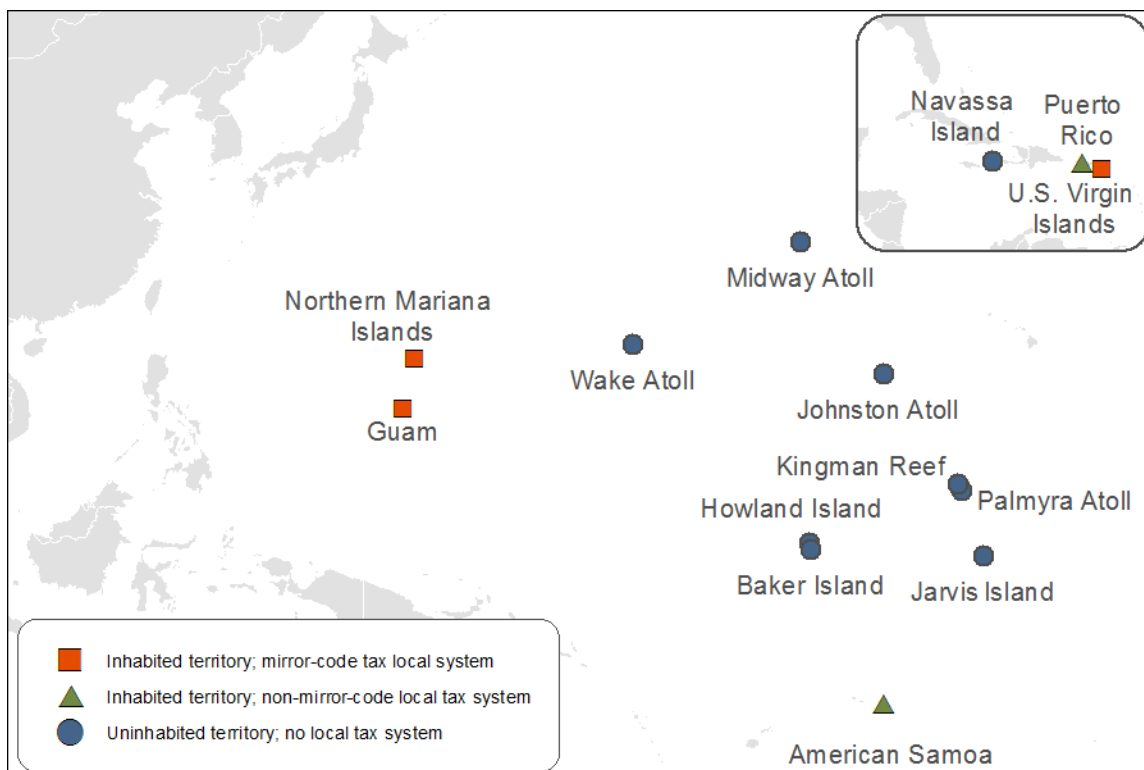 Navassa
Island
Puerto
Rico
U.S. Virgin
Islands
Midway Atoll
Northern Mariana
Islands
Wake Atoll
Guam
Johnston Atoll
Kingman Reef
Palmyra Atoll
Howland Island
Baker Island
Jarvis Island
Inhabited territory; mirror-code tax local system
Inhabited territory; non-mirror-code local tax system
Uninhabited territory; no local tax system
American Samoa